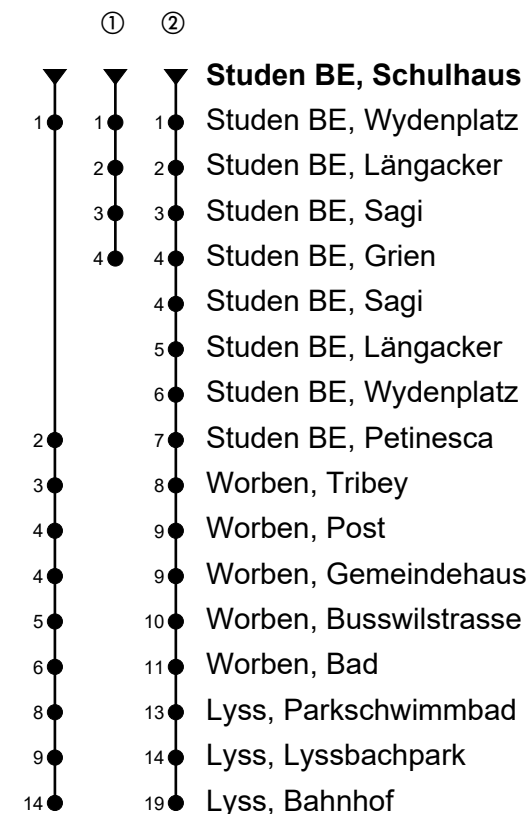 ① ②
Studen BE, Schulhaus
1 1 1 Studen BE, Wydenplatz
2 2 Studen BE, Längacker
3 3 Studen BE, Sagi
4 4 Studen BE, Grien
4 Studen BE, Sagi
5 Studen BE, Längacker
6 Studen BE, Wydenplatz
2 7 Studen BE, Petinesca
3 8 Worben, Tribey
4 9 Worben, Post
4 9 Worben, Gemeindehaus
5 10 Worben, Busswilstrasse
6 11 Worben, Bad
8 13 Lyss, Parkschwimmbad
9 14 Lyss, Lyssbachpark
14 19 Lyss, Bahnhof